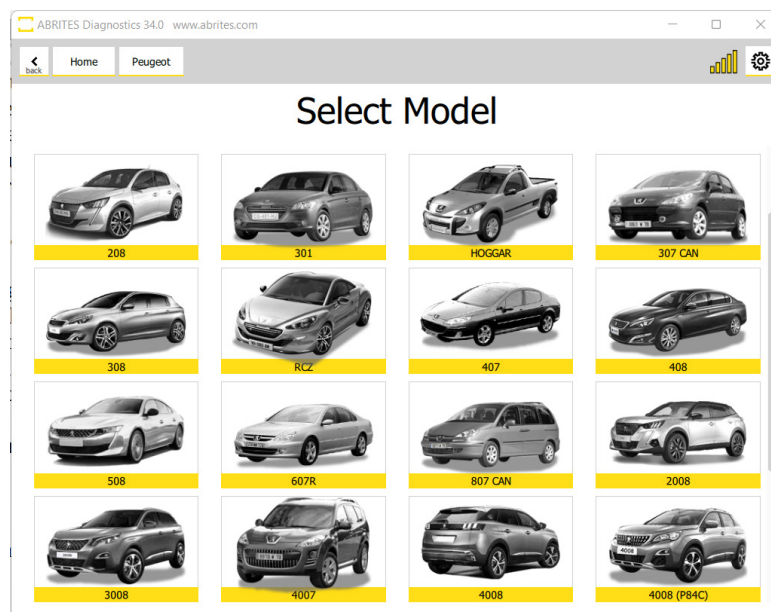 ABRITES Diagnostics 34.0 www.abrites.com
back
Home
Peugeot
Select Model
208
301
HOGGAR
307 CAN
308
RCZ
407
408
508
607R
807 CAN
2008
3008
4007
4008
4008
4008 (P84C)